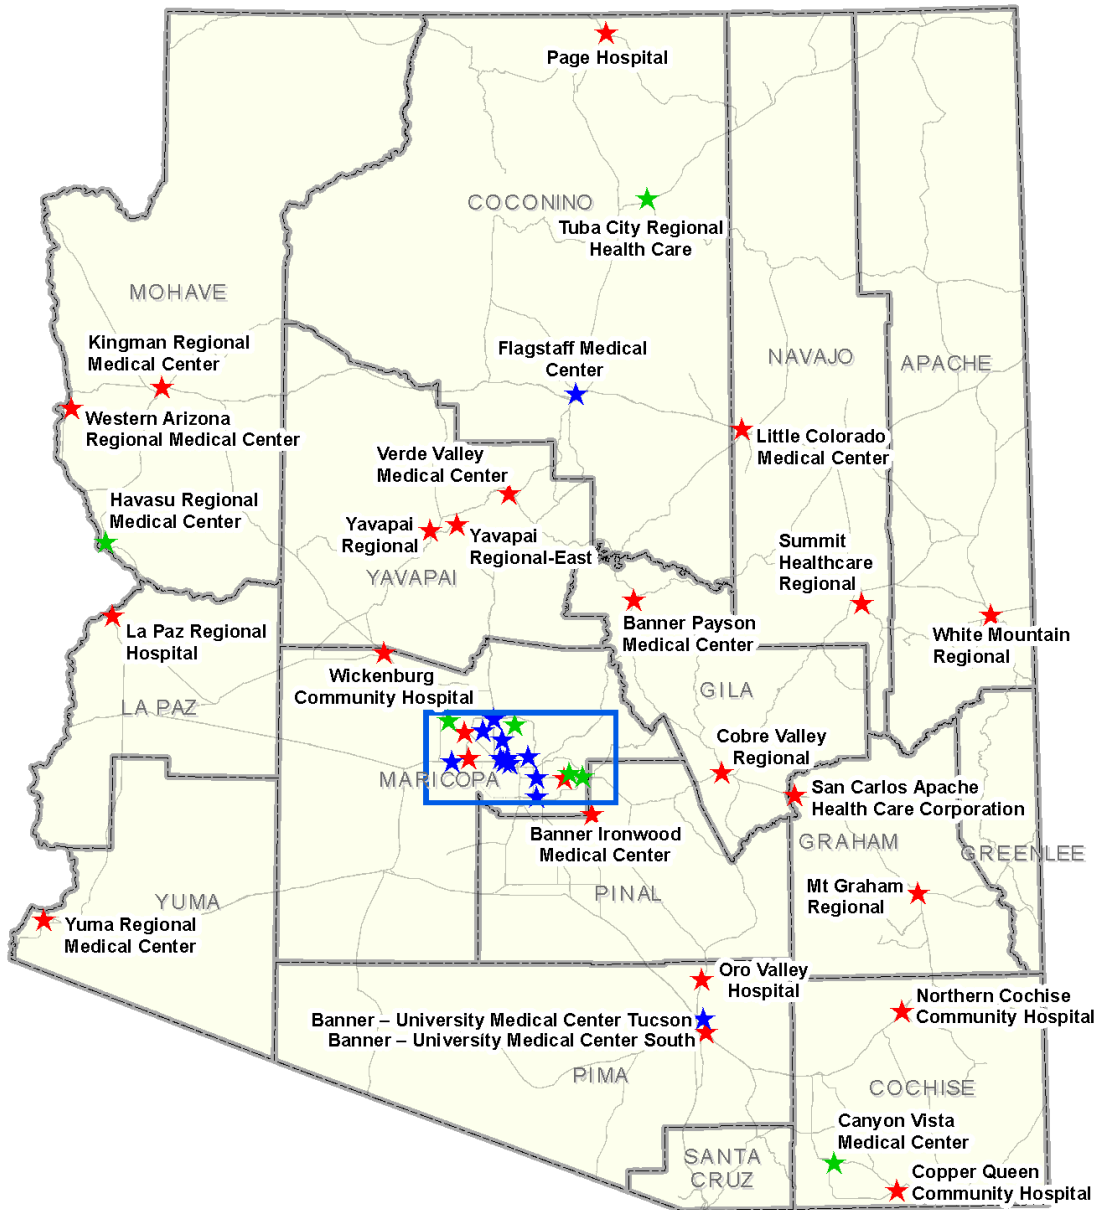 Page Hospital
COCONINO
Tuba City Regional
Health Care
MOHAVE
Kingman Regional
Medical Center
Flagstaff Medical
Center
NAVAJO
APACHE
Western Arizona
Regional Medical Center
Little Colorado
Medical Center
Verde Valley
Medical Center
Havasu Regional
Medical Center
Yavapai
Regional
Yavapai
Regional-East
YAVAPAI
Summit
Healthcare
Regional
La Paz Regional
Hospital
Banner Payson
Medical Center
White Mountain
Regional
Wickenburg
Community Hospital
GILA
LA PAZ
Cobre Valley
Regional
MARICOPA
San Carlos Apache
Health Care Corporation
Banner Ironwood
Medical Center
GRAHAM
GREENLEE
PINAL
Mt Graham
Regional
YUMA
Yuma Regional
Medical Center
Oro Valley
Hospital
Northern Cochise
Community Hospital
Banner – University Medical Center Tucson
Banner – University Medical Center South
PIMA
COCHISE
Canyon Vista
Medical Center
SANTA
CRUZ
Copper Queen
Community Hospital